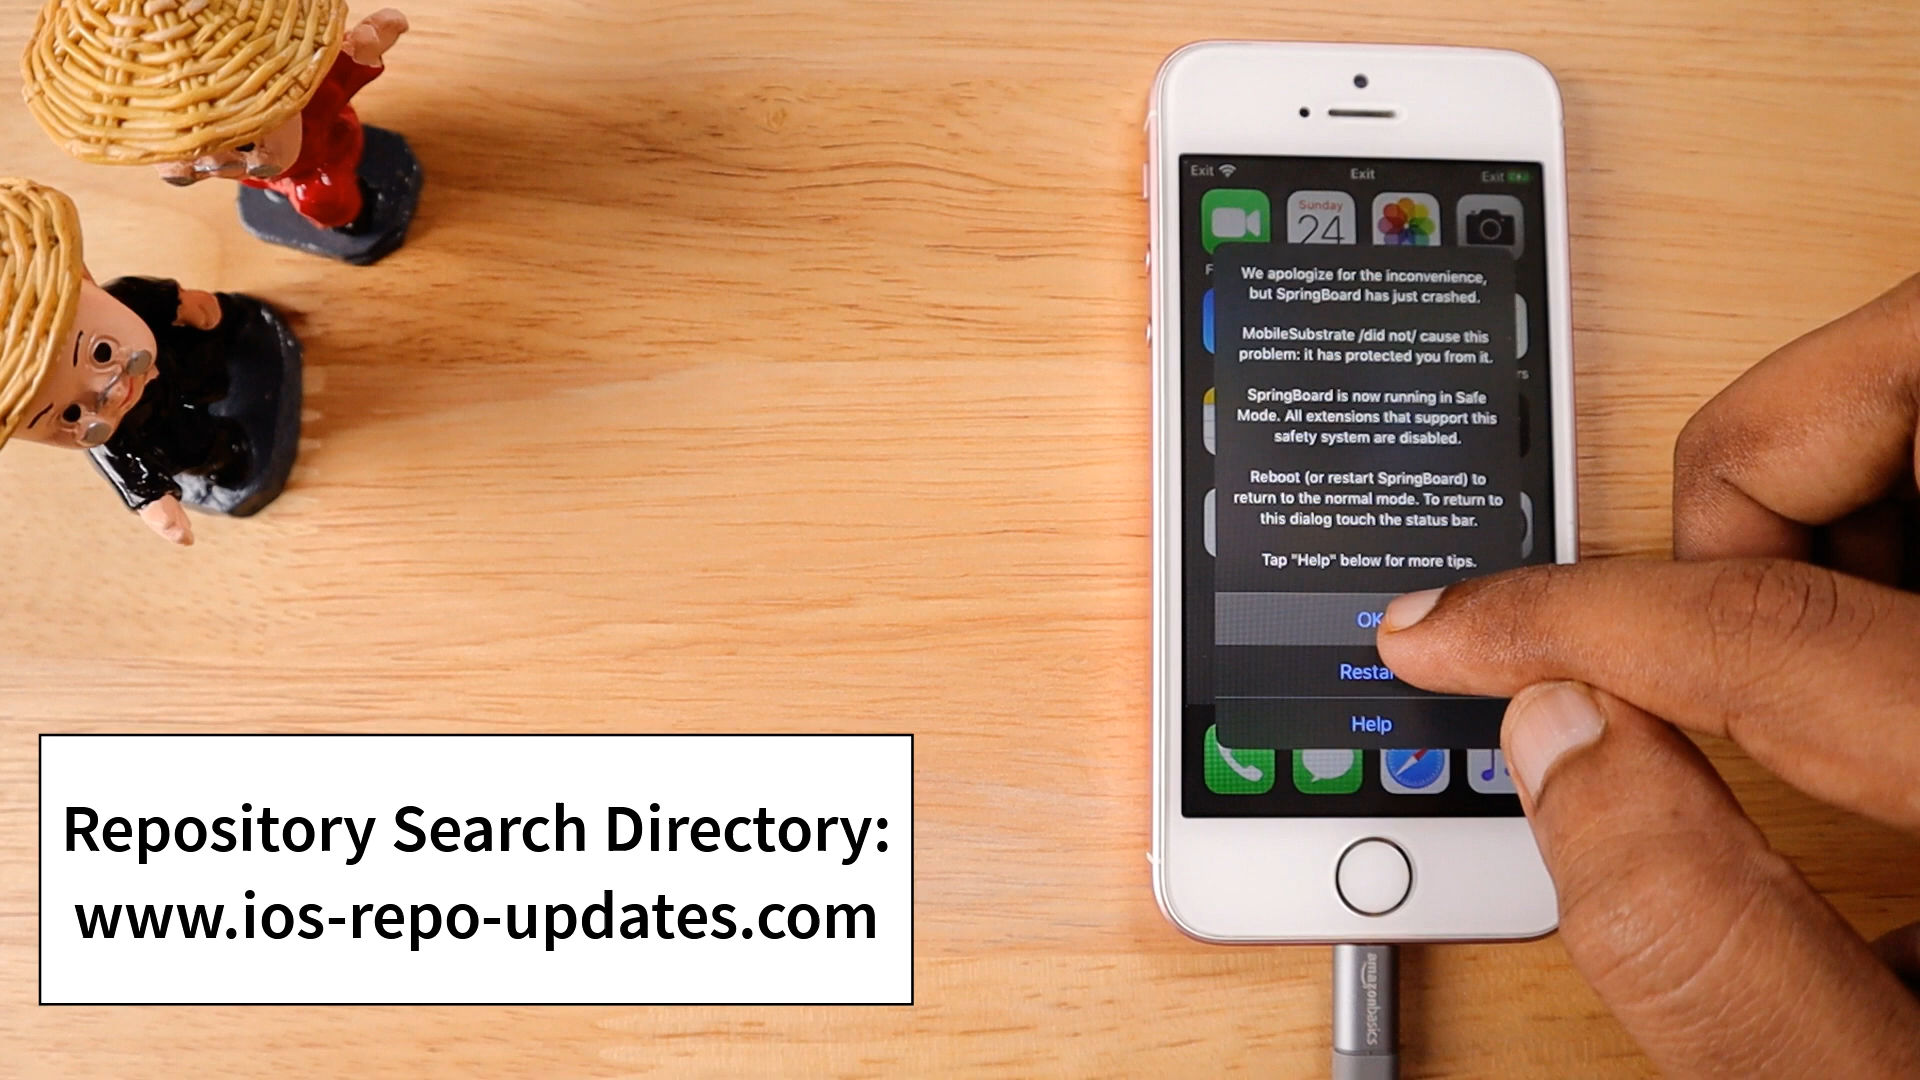 Exit
Exit
Exit
Sunday
24
We apologize for the inconvenience,
but SpringBoard has just crashed.
MobileSubstrate /did not/ cause this
problem: it has protected you from it.
SpringBoard is now running in Safe
Mode. All extensions that support this
safety system are disabled.
Reboot (or restart SpringBoard) to
return to the normal mode. To return to
this dialog touch the status bar.
Tap "Help" below for more tips.
OK
Help
Repository Search Directory:
www.ios-repo-updates.com
amazonbasics